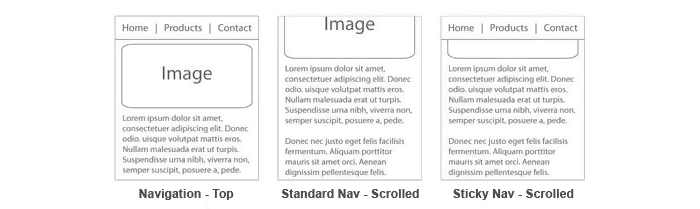 Home | Products | Contact
Image
Lorem ipsum dolor sit amet,
consectetuer adipiscing elit. Donec
odio. uisque volutpat mattis eros.
Nullam malesuada erat ut turpis.
Suspendisse urna nibh, viverra non,
semper suscipit, posuere a, pede.
Navigation - Top
Image
Lorem ipsum dolor sit amet,
consectetuer adipiscing elit. Donec
odio. uisque volutpat mattis eros.
Nullam malesuada erat ut turpis.
Suspendisse urna nibh, viverra non,
semper suscipit, posuere a, pede.
Donec nec justo eget felis facilisis
fermentum. Aliquam porttitor
mauris sit amet orci. Aenean
dignissim pellentesque felis.
Standard Nav - Scrolled
Home | Products | Contact
Lorem ipsum dolor sit amet,
consectetuer adipiscing elit. Donec
odio. uisque volutpat mattis eros.
Nullam malesuada erat ut turpis.
Suspendisse urna nibh, viverra non,
semper suscipit, posuere a, pede.
Donec nec justo eget felis facilisis
fermentum. Aliquam porttitor
mauris sit amet orci. Aenean
dignissim pellentesque felis.
Sticky Nav - Scrolled